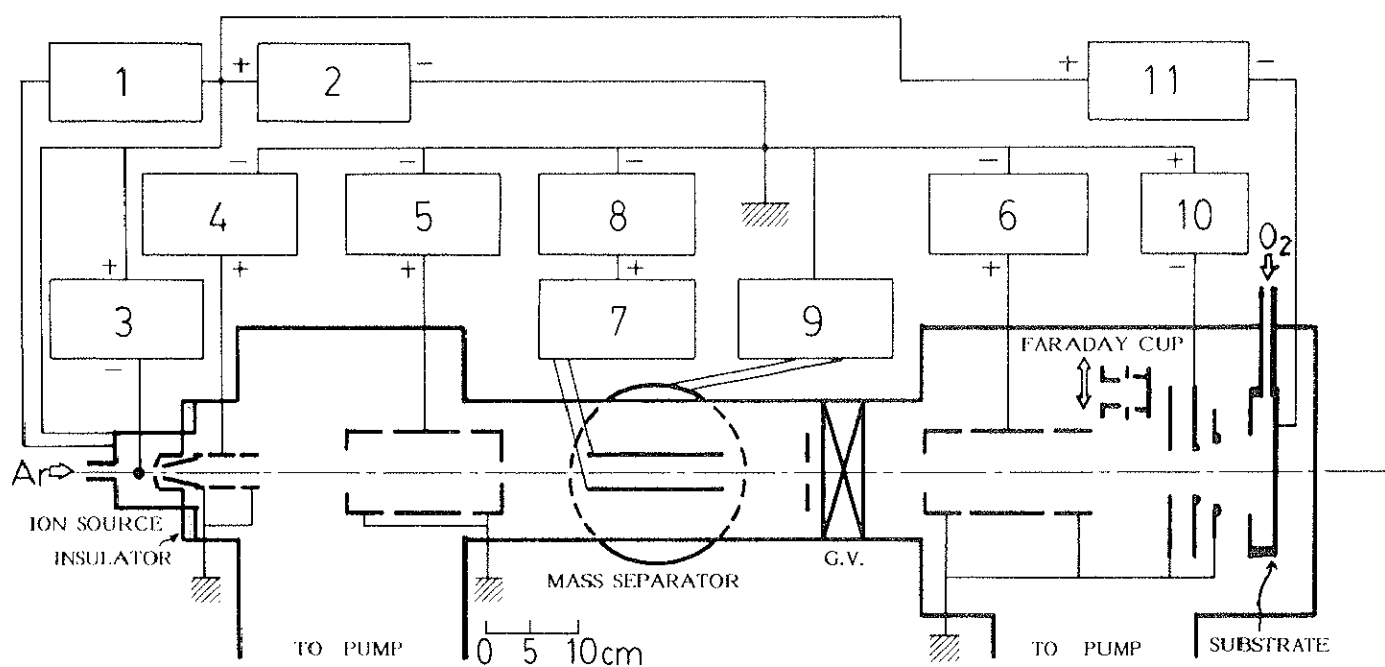 1
+
2
-
+
11
-
-
4
+
-
5
+
-
8
+
-
6
+
+
10
-
O2
+
3
-
7
9
FARADAY CUP
Ar
ION SOURCE
INSULATOR
MASS SEPARATOR
G.V.
TO PUMP
0 5 10cm
TO PUMP
SUBSTRATE